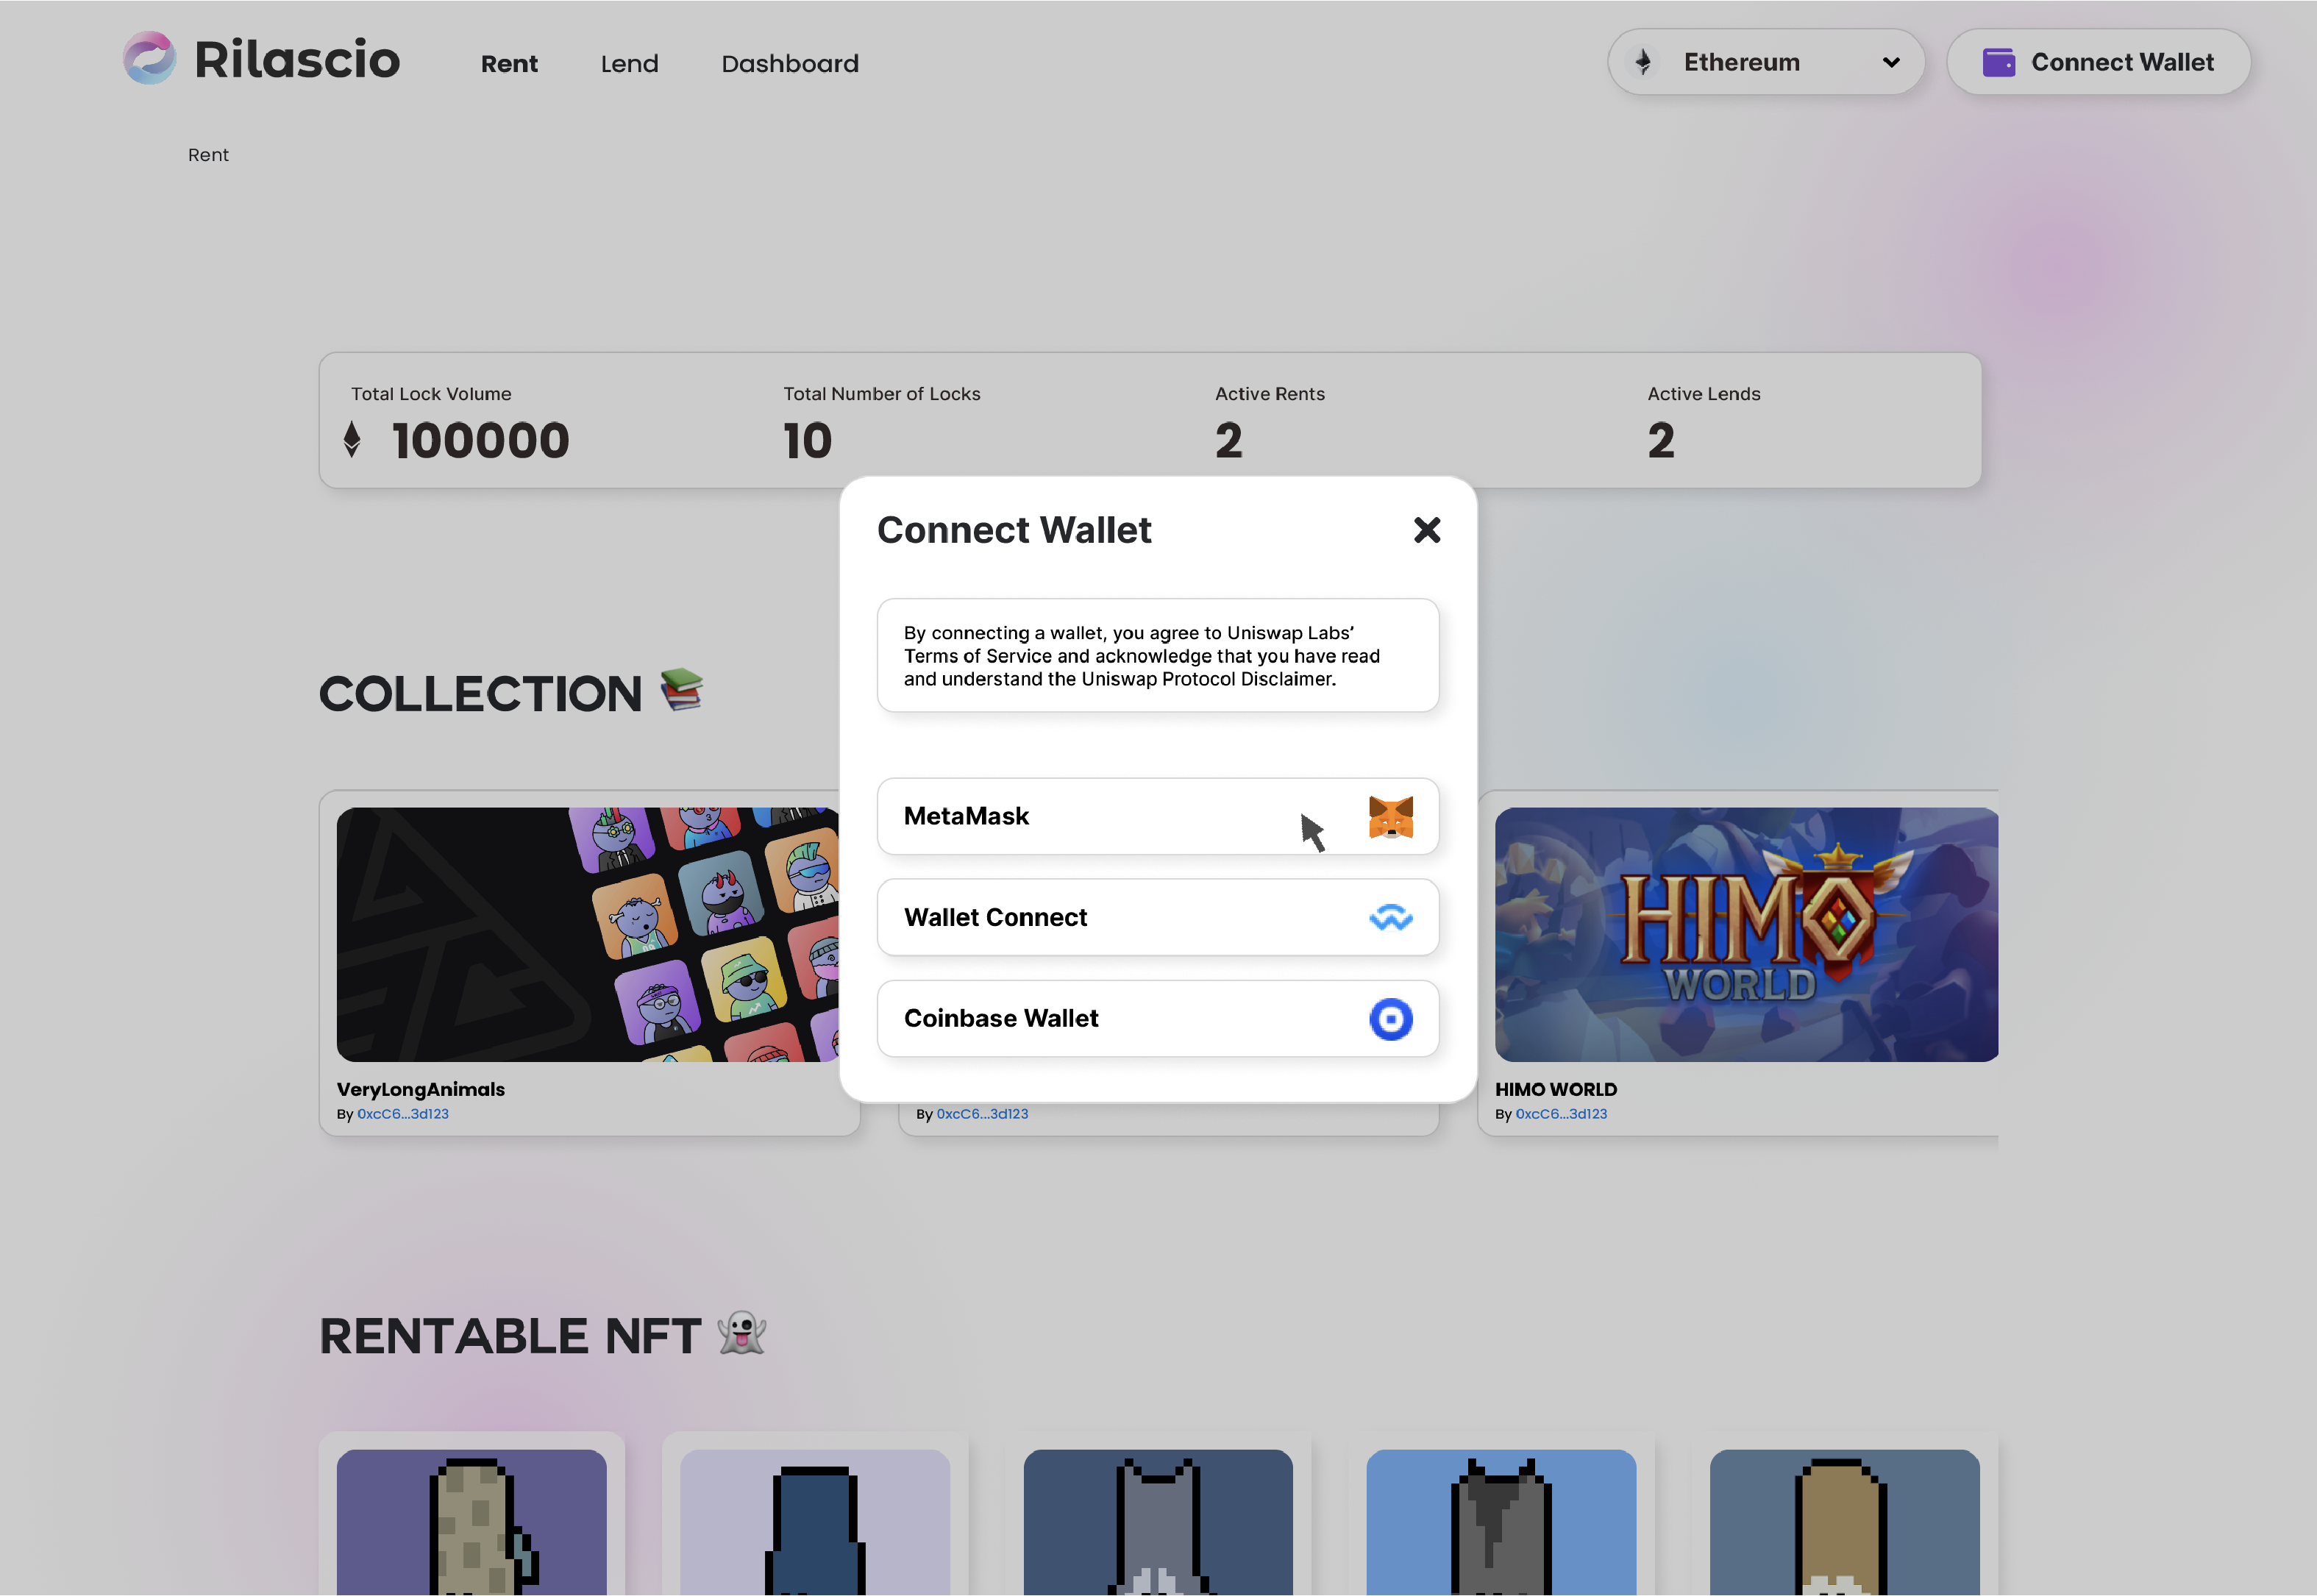 Rilascio
Rent
Lend
Dashboard
Ethereum
Connect Wallet
Rent
Total Lock Volume
100000
Total Number of Locks
10
Active Rents
2
Active Lends
2
Connect Wallet
By connecting a wallet, you agree to Uniswap Labs’
Terms of Service and acknowledge that you have read
and understand the Uniswap Protocol Disclaimer.
MetaMask
Wallet Connect
Coinbase Wallet
COLLECTION 📚
VeryLongAnimals
By 0xcC6...3d123
By 0xcC6...3d123
HIMO
WORLD
HIMO WORLD
By 0xcC6...3d123
RENTABLE NFT 👻